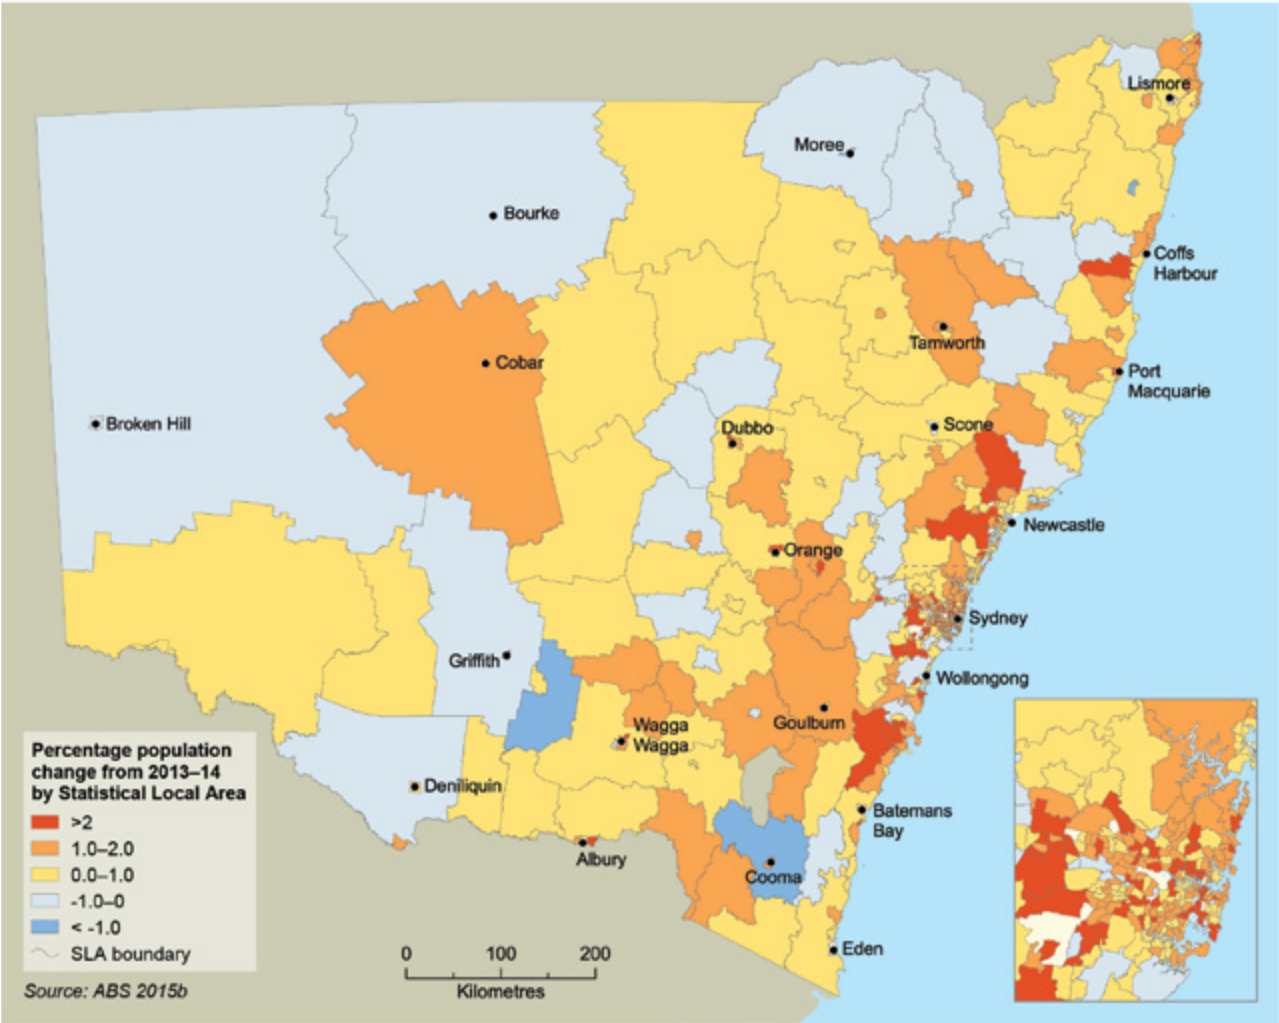 Lismore
Moree
Bourke
Coffs
Harbour
Tamworth
Cobar
Port
Macquarie
Broken Hill
Dubbo
Scone
Newcastle
Orange
Sydney
Griffith
Wollongong
Goulburn
Wagga
Wagga
Deniliquin
Batemans
Bay
Albury
Cooma
Eden
Percentage population
change from 2013–14
by Statistical Local Area
>2
1.0–2.0
0.0–1.0
-1.0–0
< -1.0
SLA boundary
0 100 200
Kilometres
Source: ABS 2015b